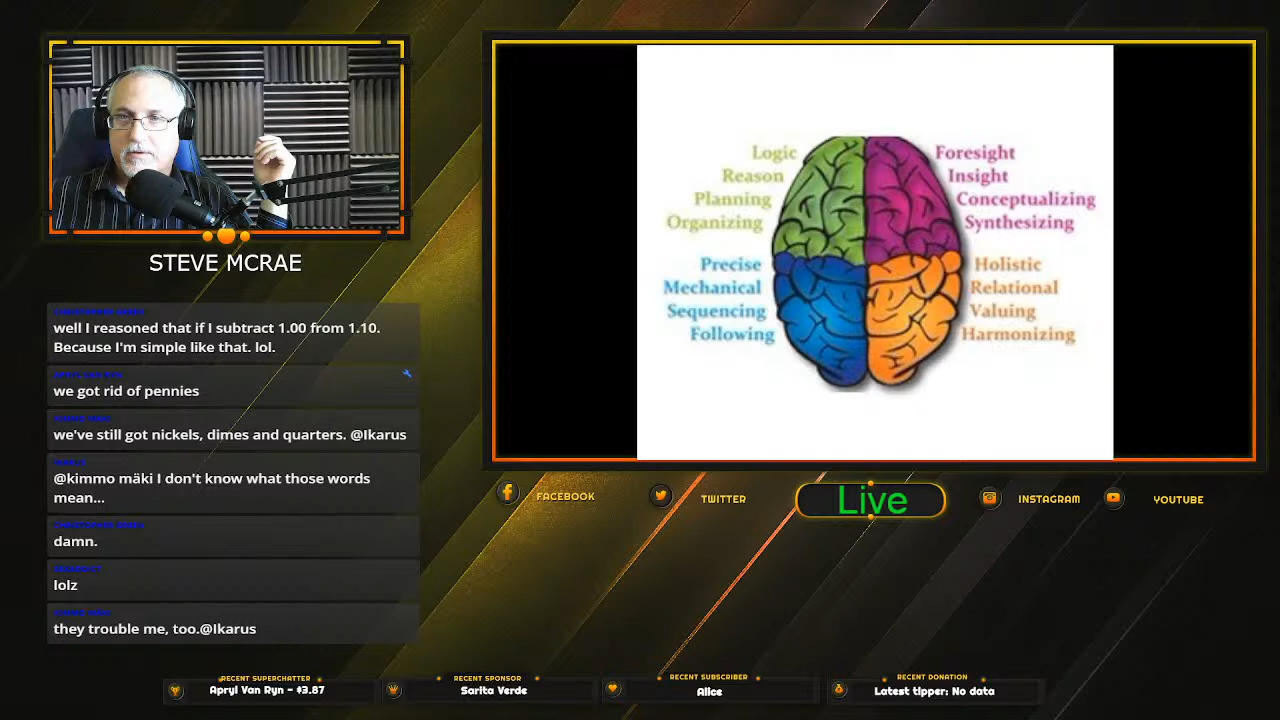 STEVE MCRAE
well I reasoned that if I subtract 1.00 from 1.10.
Because I'm simple like that. lol.
we got rid of pennies
we've still got nickels, dimes and quarters. @Ikarus
@kimmo mäki I don't know what those words
mean...
damn.
lolz
they trouble me, too.@Ikarus
Logic
Reason
Planning
Organizing
Precise
Mechanical
Sequencing
Following
Foresight
Insight
Conceptualizing
Synthesizing
Holistic
Relational
Valuing
Harmonizing
FACEBOOK
TWITTER
Live
INSTAGRAM
YOUTUBE
RECENT SUPERCHATTER
Apryl Van Ryn - $3.87
RECENT SPONSOR
Sarita Verde
RECENT SUBSCRIBER
Alice
RECENT DONATION
Latest tipper: No data